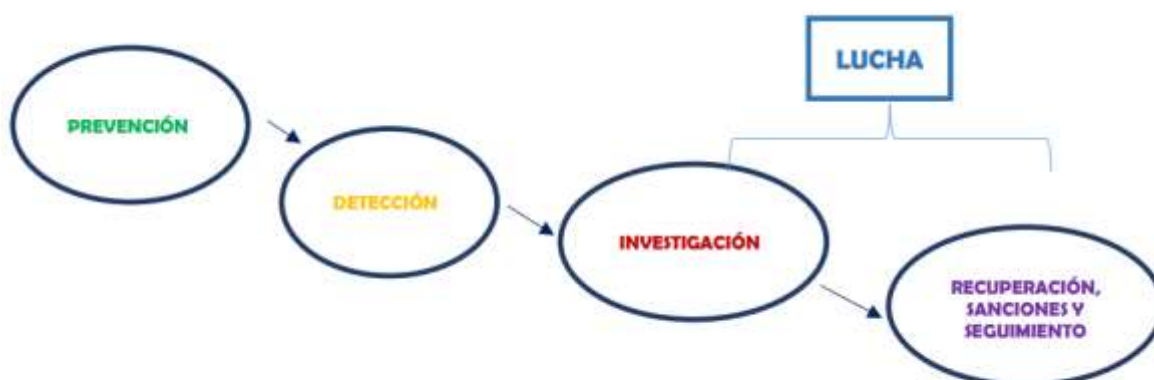 LUCHA
PREVENCIÓN
DETECCIÓN
INVESTIGACIÓN
RECUPERACIÓN,
SANCIONES Y
SEGUIMIENTO